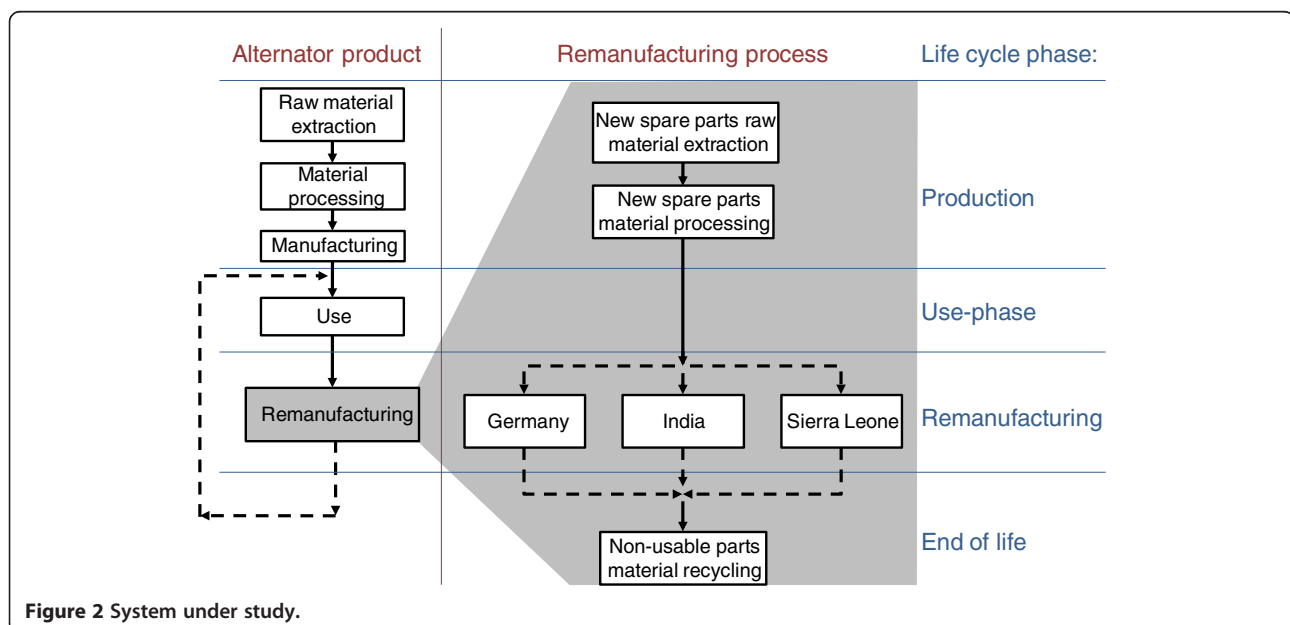 Alternator product
Remanufacturing process
Life cycle phase:
Raw material
extraction
Material
processing
Manufacturing
New spare parts raw
material extraction
New spare parts
material processing
Production
Use
Use-phase
Remanufacturing
Germany
India
Sierra Leone
Remanufacturing
Non-usable parts
material recycling
End of life
Figure 2 System under study.